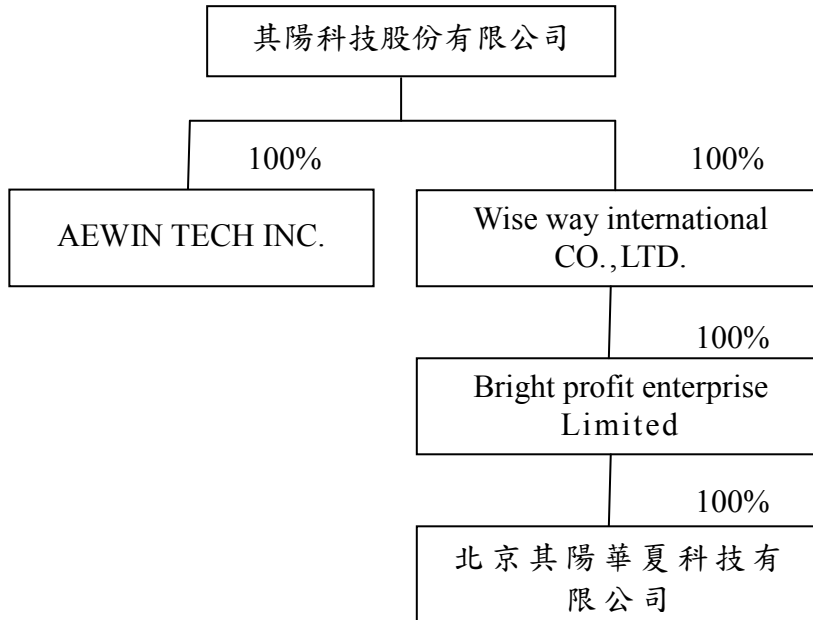 其陽科技股份有限公司
100%
100%
AEWIN TECH INC.
Wise way international
CO.,LTD.
100%
Bright profit enterprise
Limited
100%
北京其陽華夏科技有
限公司